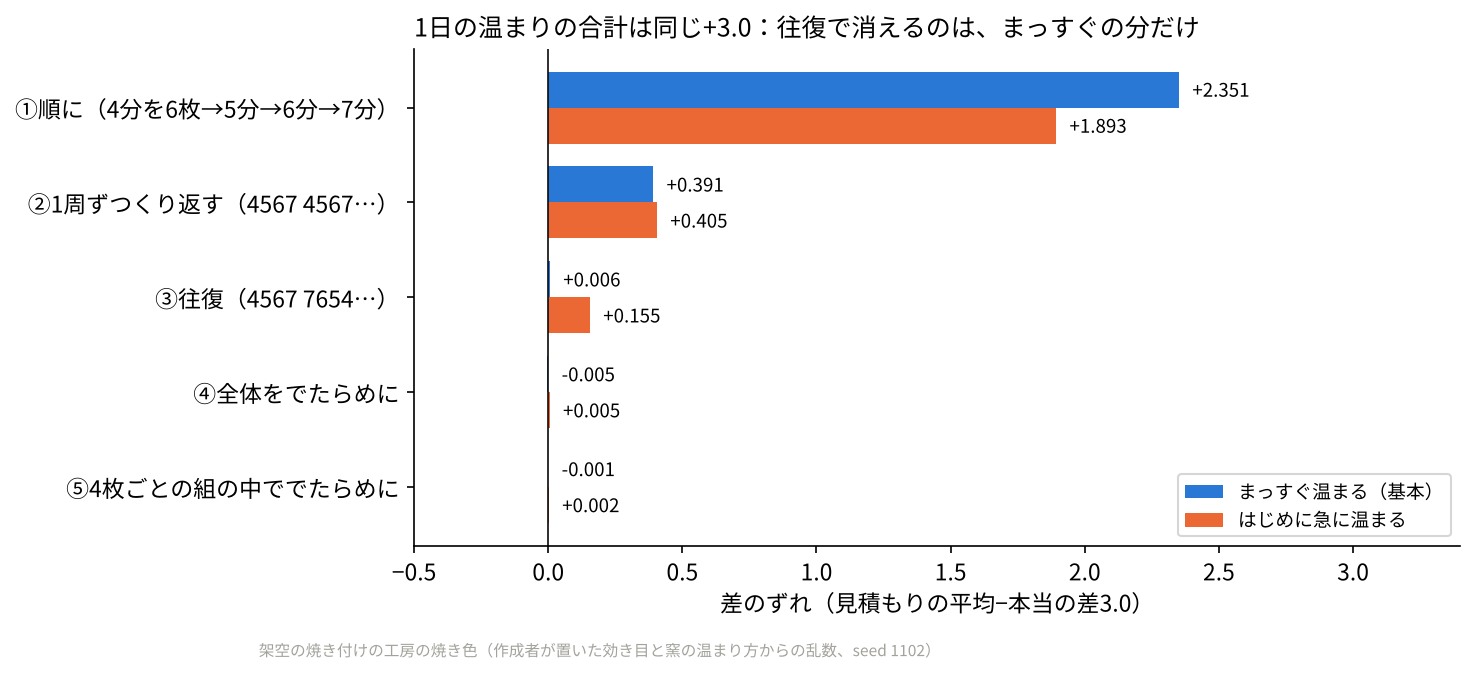 1日の温まりの合計は同じ+3.0：往復で消えるのは、まっすぐの分だけ
①順に（4分を6枚→5分→6分→7分）
+2.351
+1.893
②1周ずつくり返す（4567 4567…）
+0.391
+0.405
③往復（4567 7654…）
+0.006
+0.155
④全体をでたらめに
-0.005
+0.005
⑤4枚ごとの組の中ででたらめに
-0.001
+0.002
まっすぐ温まる（基本）
はじめに急に温まる
−0.5 0.0 0.5 1.0 1.5 2.0 2.5 3.0
差のずれ（見積もりの平均−本当の差3.0）
架空の焼き付けの工房の焼き色（作成者が置いた効き目と窯の温まり方からの乱数、seed 1102）